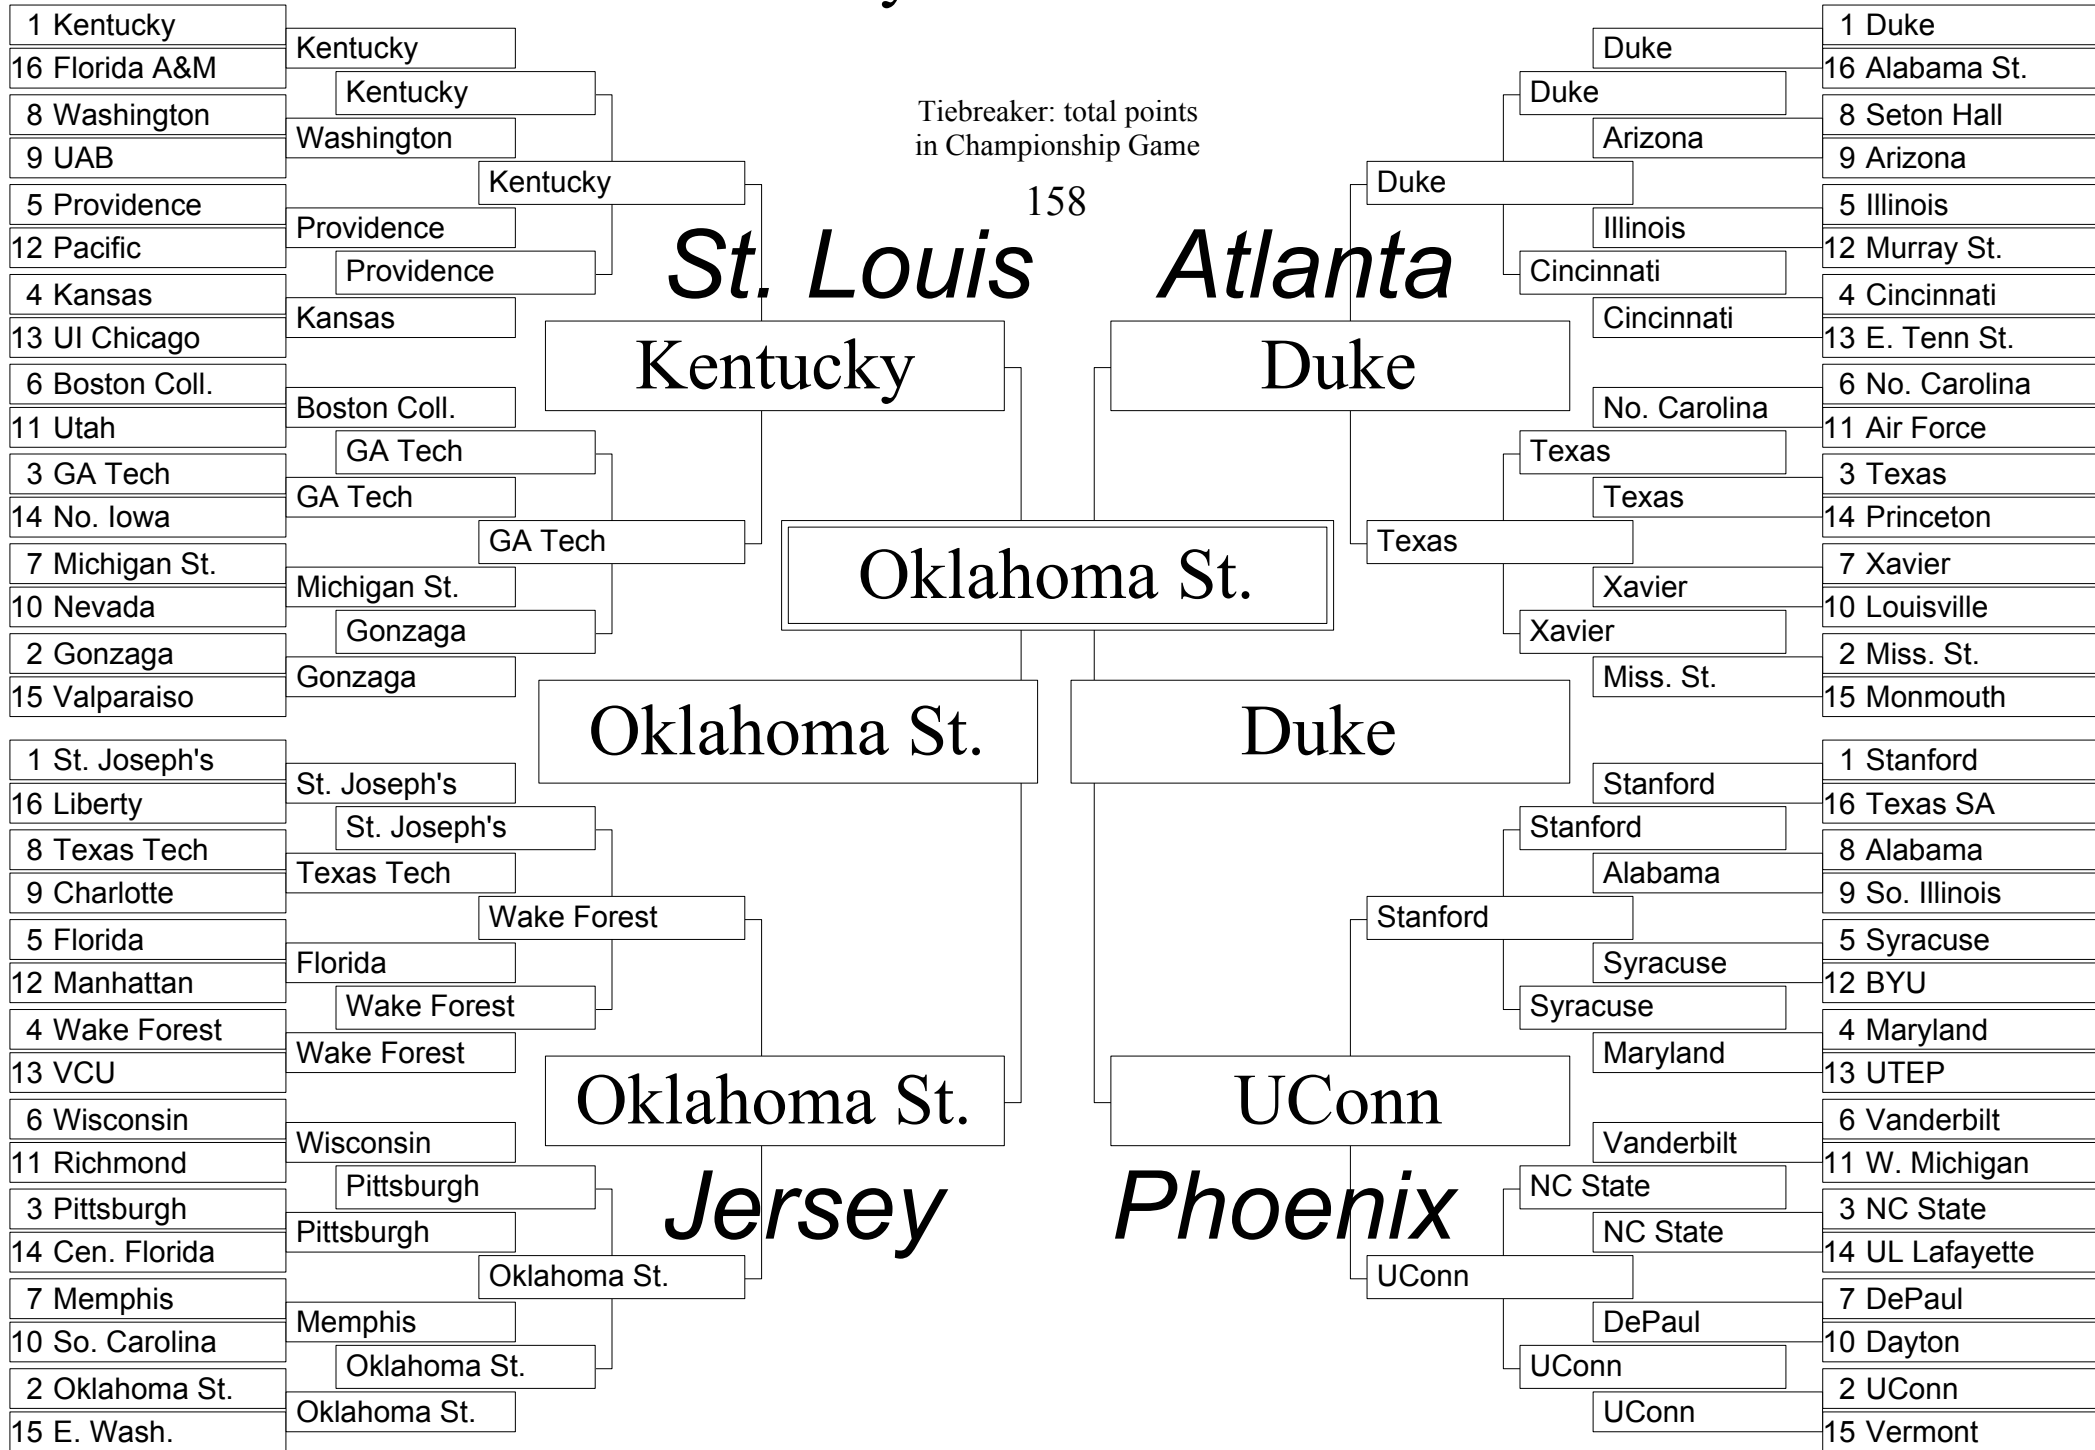 1 Kentucky
16 Florida A&M
8 Washington
9 UAB
5 Providence
12 Pacific
4 Kansas
13 UI Chicago
6 Boston Coll.
11 Utah
3 GA Tech
14 No. Iowa
7 Michigan St.
10 Nevada
2 Gonzaga
15 Valparaiso
Kentucky
Washington
Providence
Kansas
Boston Coll.
GA Tech
Michigan St.
Gonzaga
Kentucky
Providence
GA Tech
Gonzaga
Kentucky
GA Tech
St. Louis
Kentucky
1 St. Joseph's
16 Liberty
8 Texas Tech
9 Charlotte
5 Florida
12 Manhattan
4 Wake Forest
13 VCU
6 Wisconsin
11 Richmond
3 Pittsburgh
14 Cen. Florida
7 Memphis
10 So. Carolina
2 Oklahoma St.
15 E. Wash.
St. Joseph's
Texas Tech
Florida
Wake Forest
Wisconsin
Pittsburgh
Memphis
Oklahoma St.
St. Joseph's
Wake Forest
Pittsburgh
Oklahoma St.
Wake Forest
Oklahoma St.
Oklahoma St.
Jersey
Tiebreaker: total points
in Championship Game
158
Oklahoma St.
Oklahoma St.
Duke
Atlanta
Duke
Duke
Texas
Duke
Cincinnati
Texas
Xavier
Duke
Arizona
Illinois
Cincinnati
No. Carolina
Texas
Xavier
Miss. St.
1 Duke
16 Alabama St.
8 Seton Hall
9 Arizona
5 Illinois
12 Murray St.
4 Cincinnati
13 E. Tenn St.
6 No. Carolina
11 Air Force
3 Texas
14 Princeton
7 Xavier
10 Louisville
2 Miss. St.
15 Monmouth
UConn
Phoenix
Stanford
UConn
Stanford
Syracuse
NC State
UConn
Stanford
Alabama
Syracuse
Maryland
Vanderbilt
NC State
DePaul
UConn
1 Stanford
16 Texas SA
8 Alabama
9 So. Illinois
5 Syracuse
12 BYU
4 Maryland
13 UTEP
6 Vanderbilt
11 W. Michigan
3 NC State
14 UL Lafayette
7 DePaul
10 Dayton
2 UConn
15 Vermont